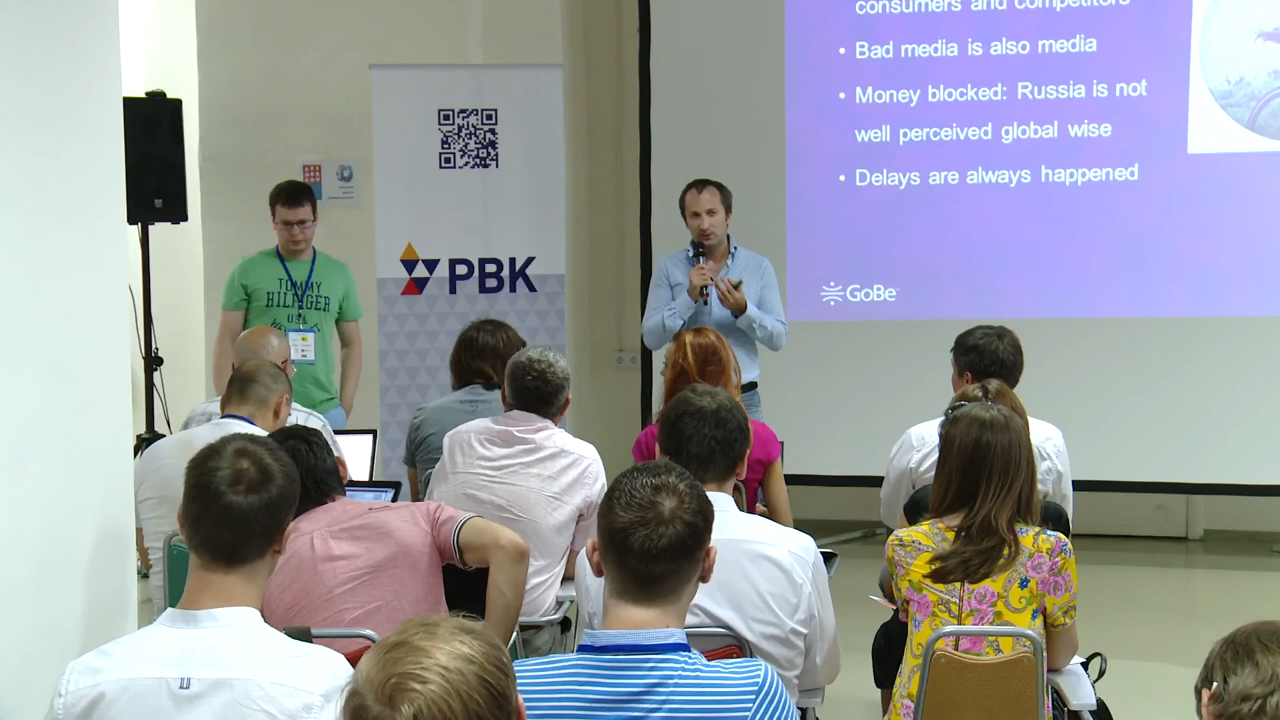 consumers and competitors
• Bad media is also media
• Money blocked: Russia is not
well perceived global wise
• Delays are always happened
GoBe
РВК
TOMMY
HILFIGER
USA